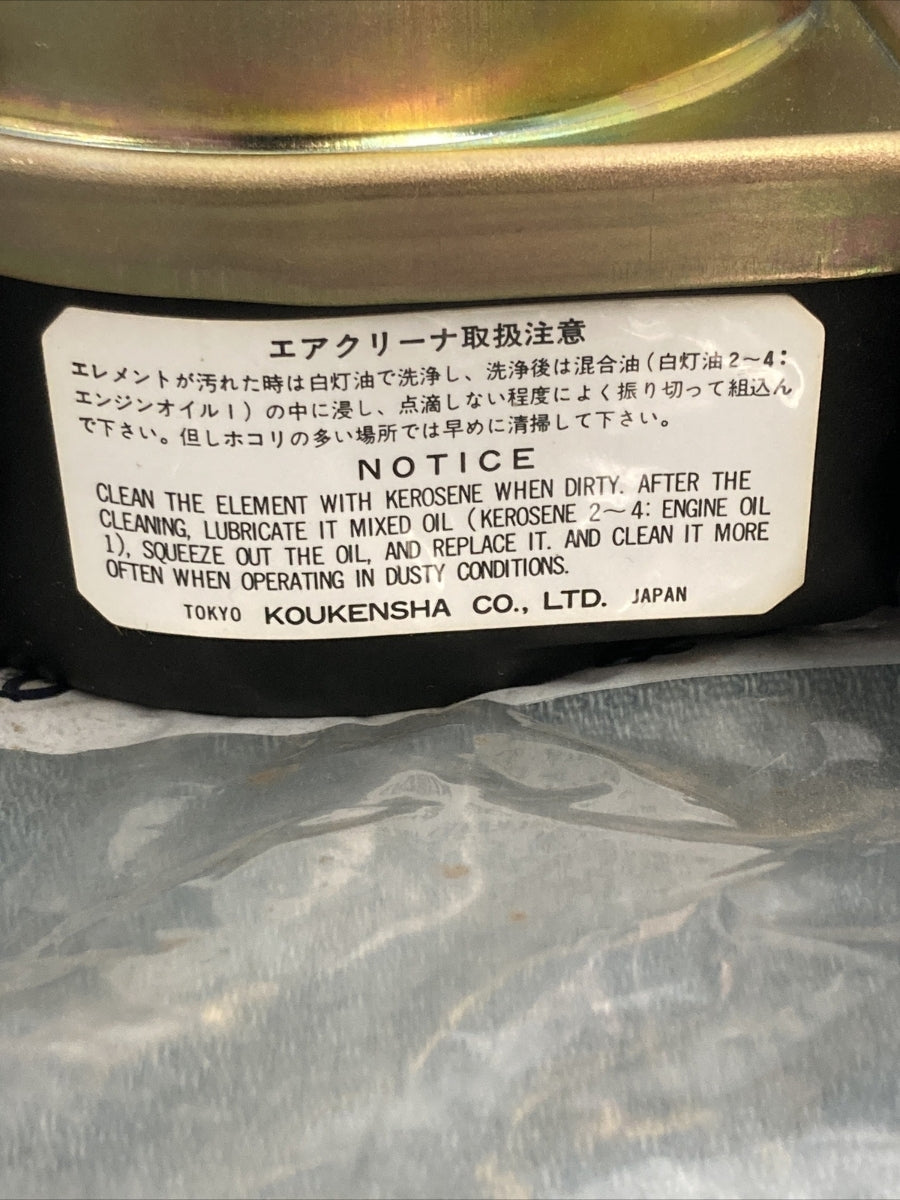 エアクリーナ取扱注意
エレメントが汚れた時は白灯油で洗浄し、洗浄後は混合油(白灯油2〜4:
エンジンオイル1)の中に浸し、点滴しない程度によく振り切って組込ん
で下さい。但しホコリの多い場所では早めに清掃して下さい。
NOTICE
CLEAN THE ELEMENT WITH KEROSENE WHEN DIRTY. AFTER THE
CLEANING, LUBRICATE IT MIXED OIL (KEROSENE 2〜4: ENGINE OIL
1), SQUEEZE OUT THE OIL, AND REPLACE IT. AND CLEAN IT MORE
OFTEN WHEN OPERATING IN DUSTY CONDITIONS.
TOKYO KOUKENSHA CO., LTD. JAPAN